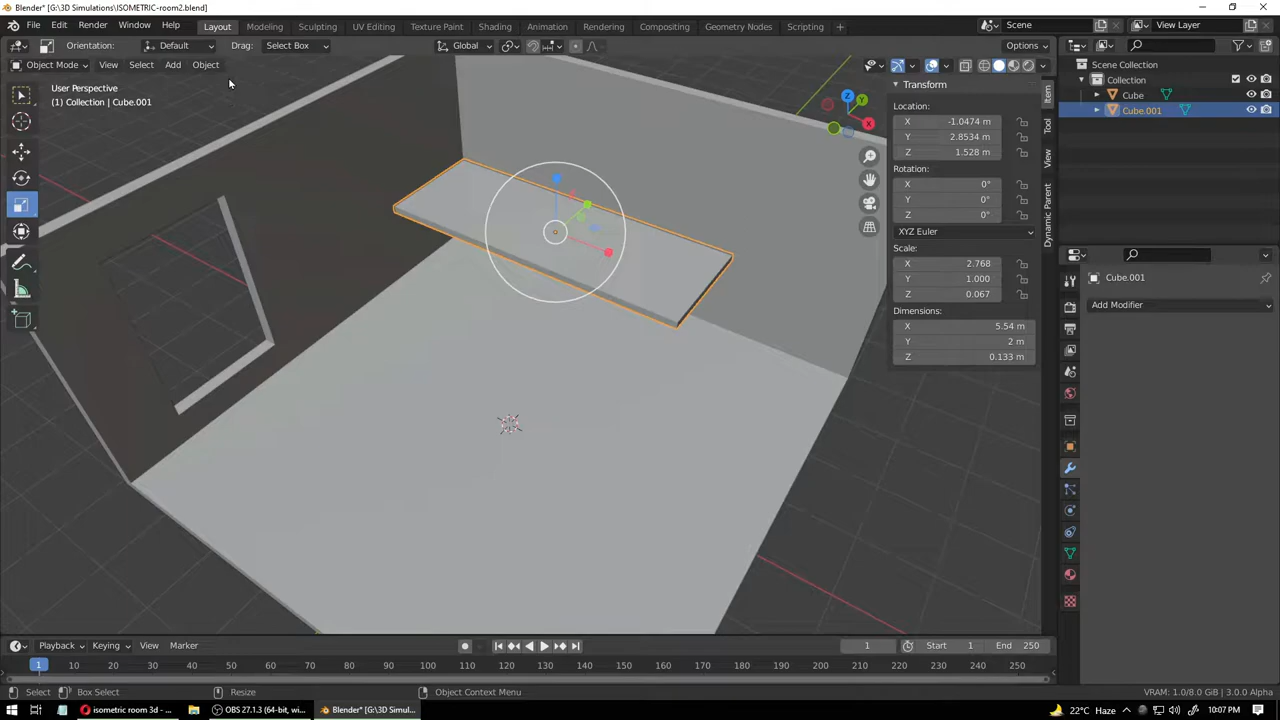 Blender* [G:\3D Simulations\ISOMETRIC-room2.blend]
File Edit Render Window Help Layout Modeling Sculpting UV Editing Texture Paint Shading Animation Rendering Compositing Geometry Nodes Scripting Scene View Layer
Orientation: Default Drag: Select Box Global Options
Object Mode View Select Add Object
User Perspective
(1) Collection | Cube.001
Z Y X
Transform
Location:
X -1.0474 m
Y 2.8534 m
Z 1.528 m
Rotation:
X 0°
Y 0°
Z 0°
XYZ Euler
Scale:
X 2.768
Y 1.000
Z 0.067
Dimensions:
X 5.54 m
Y 2 m
Z 0.133 m
Item
Tool
View
Dynamic Parent
Scene Collection
Collection
Cube
Cube.001
Cube.001
Add Modifier
Playback Keying View Marker 1 Start 1 End 250
1 10 20 30 40 50 60 70 80 90 100 110 120 130 140 150 160 170 180 190 200 210 220 230 240 250
Select Box Select Resize Object Context Menu VRAM: 1.0/8.0 GiB | 3.0.0 Alpha
isometric room 3d - ... OBS 27.1.3 (64-bit, wi... Blender* [G:\3D Simul... 22°C Haze 10:07 PM